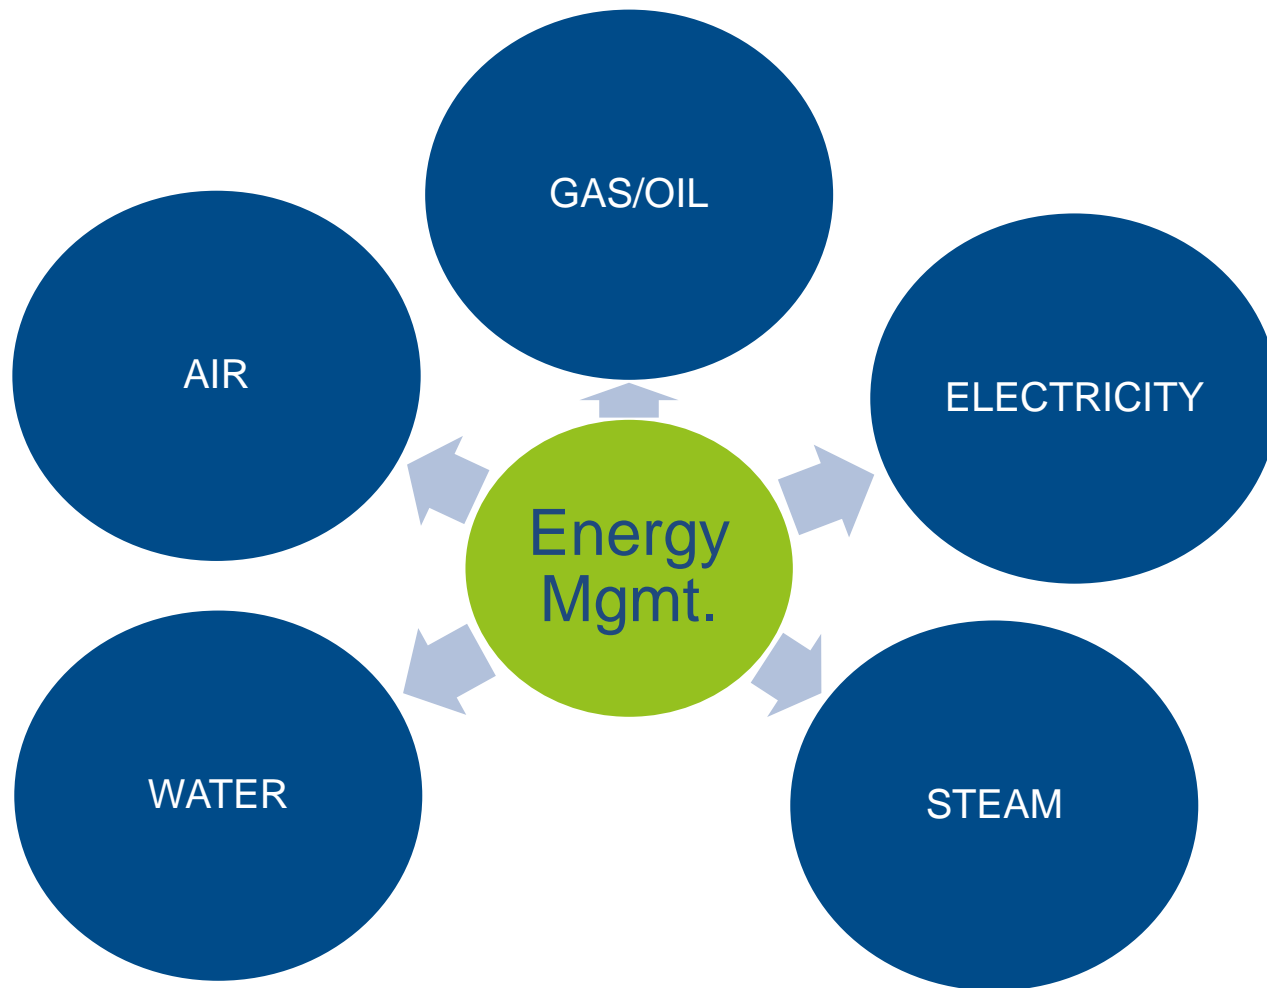 GAS/OIL
AIR
ELECTRICITY
Energy
Mgmt.
WATER
STEAM